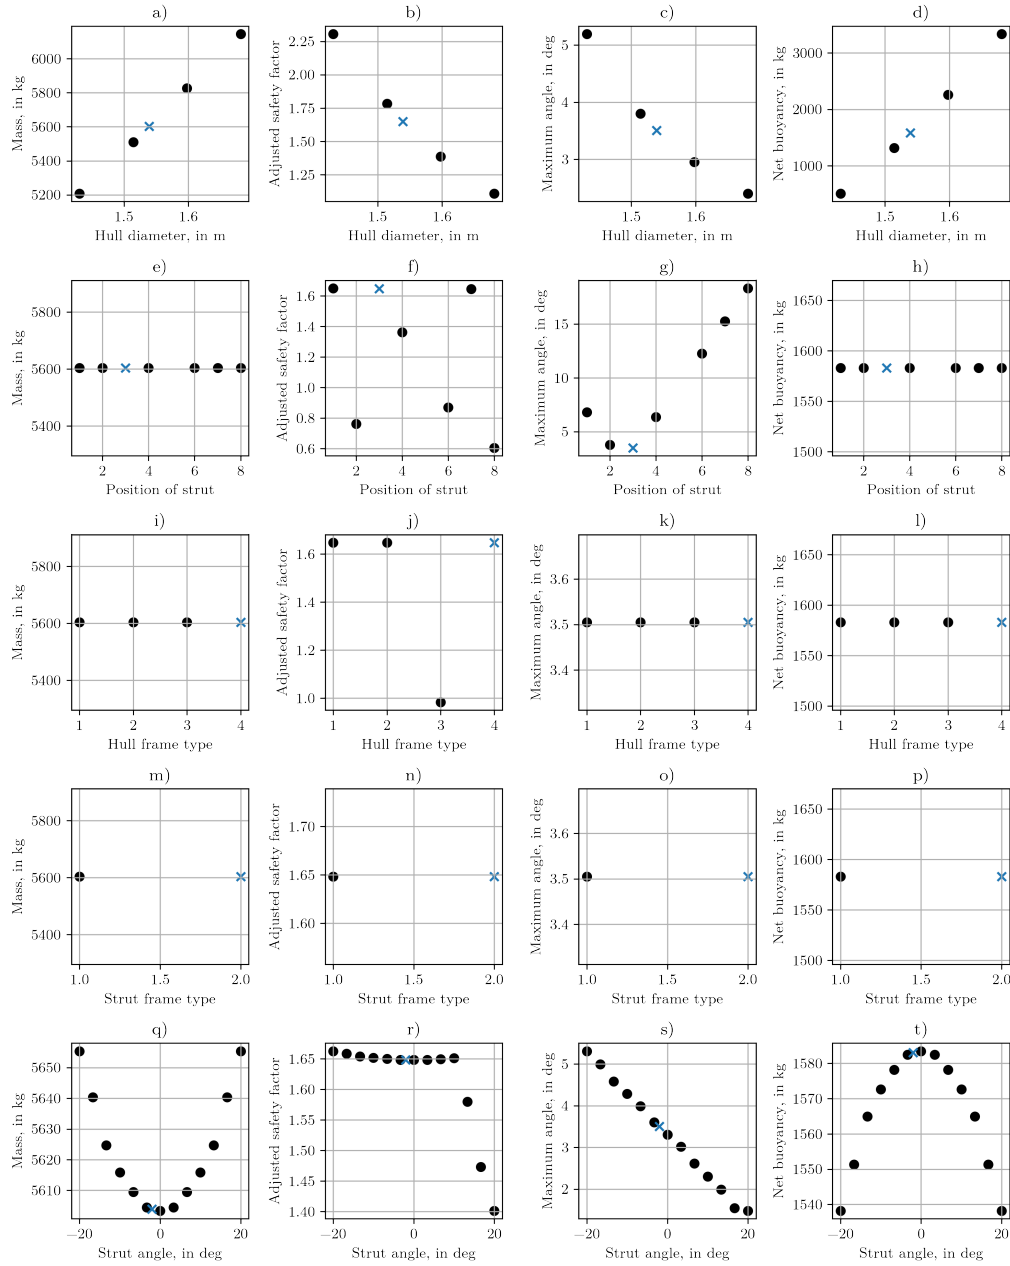 a) b) c) d)
Mass, in kg
6000
5800
5600
5400
5200
1.5 1.6
Hull diameter, in m
Adjusted safety factor
2.25
2.00
1.75
1.50
1.25
1.5 1.6
Hull diameter, in m
Maximum angle, in deg
5
4
3
1.5 1.6
Hull diameter, in m
Net buoyancy, in kg
3000
2000
1000
1.5 1.6
Hull diameter, in m
e) f) g) h)
Mass, in kg
5800
5600
5400
2 4 6 8
Position of strut
Adjusted safety factor
1.6
1.4
1.2
1.0
0.8
0.6
2 4 6 8
Position of strut
Maximum angle, in deg
15
10
5
2 4 6 8
Position of strut
Net buoyancy, in kg
1650
1600
1550
1500
2 4 6 8
Position of strut
i) j) k) l)
Mass, in kg
5800
5600
5400
1 2 3 4
Hull frame type
Adjusted safety factor
1.6
1.4
1.2
1.0
1 2 3 4
Hull frame type
Maximum angle, in deg
3.6
3.5
3.4
1 2 3 4
Hull frame type
Net buoyancy, in kg
1650
1600
1550
1500
1 2 3 4
Hull frame type
m) n) o) p)
Mass, in kg
5800
5600
5400
1.0 1.5 2.0
Strut frame type
Adjusted safety factor
1.70
1.65
1.60
1.0 1.5 2.0
Strut frame type
Maximum angle, in deg
3.6
3.5
3.4
1.0 1.5 2.0
Strut frame type
Net buoyancy, in kg
1650
1600
1550
1500
1.0 1.5 2.0
Strut frame type
q) r) s) t)
Mass, in kg
5650
5640
5630
5620
5610
−20 0 20
Strut angle, in deg
Adjusted safety factor
1.65
1.60
1.55
1.50
1.45
1.40
−20 0 20
Strut angle, in deg
Maximum angle, in deg
5
4
3
2
−20 0 20
Strut angle, in deg
Net buoyancy, in kg
1580
1570
1560
1550
1540
−20 0 20
Strut angle, in deg